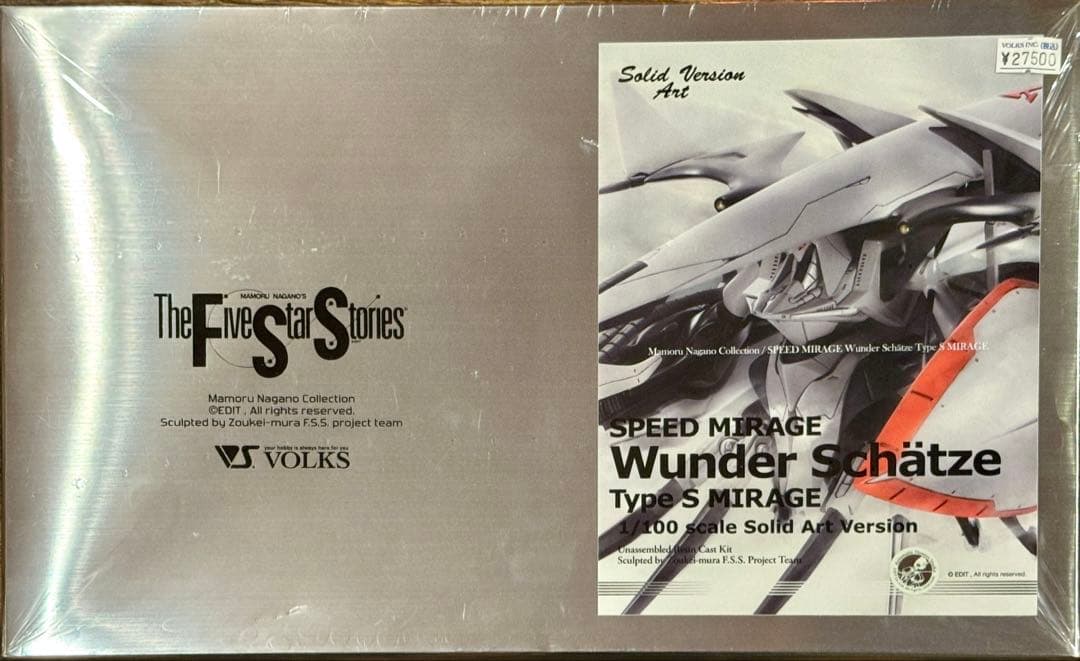 MAMORU NAGANO'S
The Five Star Stories
Mamoru Nagano Collection
©EDIT , All rights reserved.
Sculpted by Zoukei-mura F.S.S. project team
VS. your hobby is always here for you
VOLKS
VOLKS INC. (税込)
¥27500
Solid Version
Art
Mamoru Nagano Collection / SPEED MIRAGE Wunder Schätze Type S MIRAGE
SPEED MIRAGE
Wunder Schätze
Type S MIRAGE
1/100 scale Solid Art Version
Unassembled Resin Cast Kit
Sculpted by Zoukei-mura F.S.S. Project Team
© EDIT , All rights reserved.